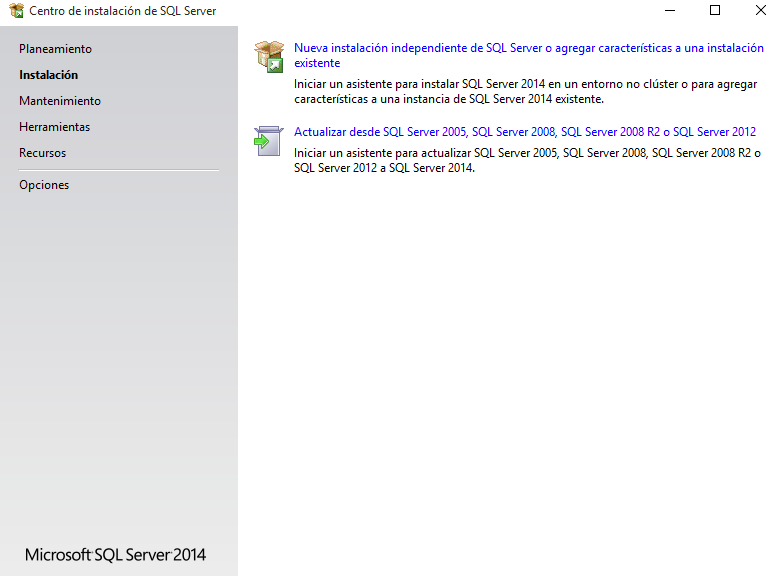 Centro de instalación de SQL Server
Planeamiento
Instalación
Mantenimiento
Herramientas
Recursos
Opciones
Nueva instalación independiente de SQL Server o agregar características a una instalación
existente
Iniciar un asistente para instalar SQL Server 2014 en un entorno no clúster o para agregar
características a una instancia de SQL Server 2014 existente.
Actualizar desde SQL Server 2005, SQL Server 2008, SQL Server 2008 R2 o SQL Server 2012
Iniciar un asistente para actualizar SQL Server 2005, SQL Server 2008, SQL Server 2008 R2 o
SQL Server 2012 a SQL Server 2014.
Microsoft SQL Server 2014